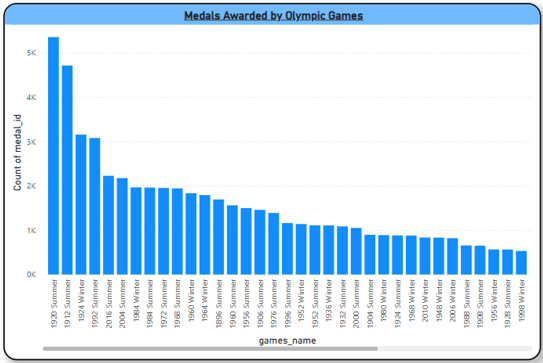 Medals Awarded by Olympic Games
Count of medal_id
5K
4K
3K
2K
1K
0K
1920 Summer
1912 Summer
1924 Winter
1992 Summer
2016 Summer
2004 Summer
1984 Winter
1984 Summer
1972 Summer
1968 Summer
1960 Winter
1964 Winter
1896 Summer
1960 Summer
1956 Summer
1906 Summer
1976 Summer
1996 Summer
1952 Winter
1952 Summer
1936 Winter
1932 Summer
2000 Summer
1904 Summer
1980 Winter
1924 Summer
1968 Winter
2010 Winter
1948 Winter
2006 Winter
1988 Summer
1908 Summer
1956 Winter
1928 Summer
1998 Winter
games_name